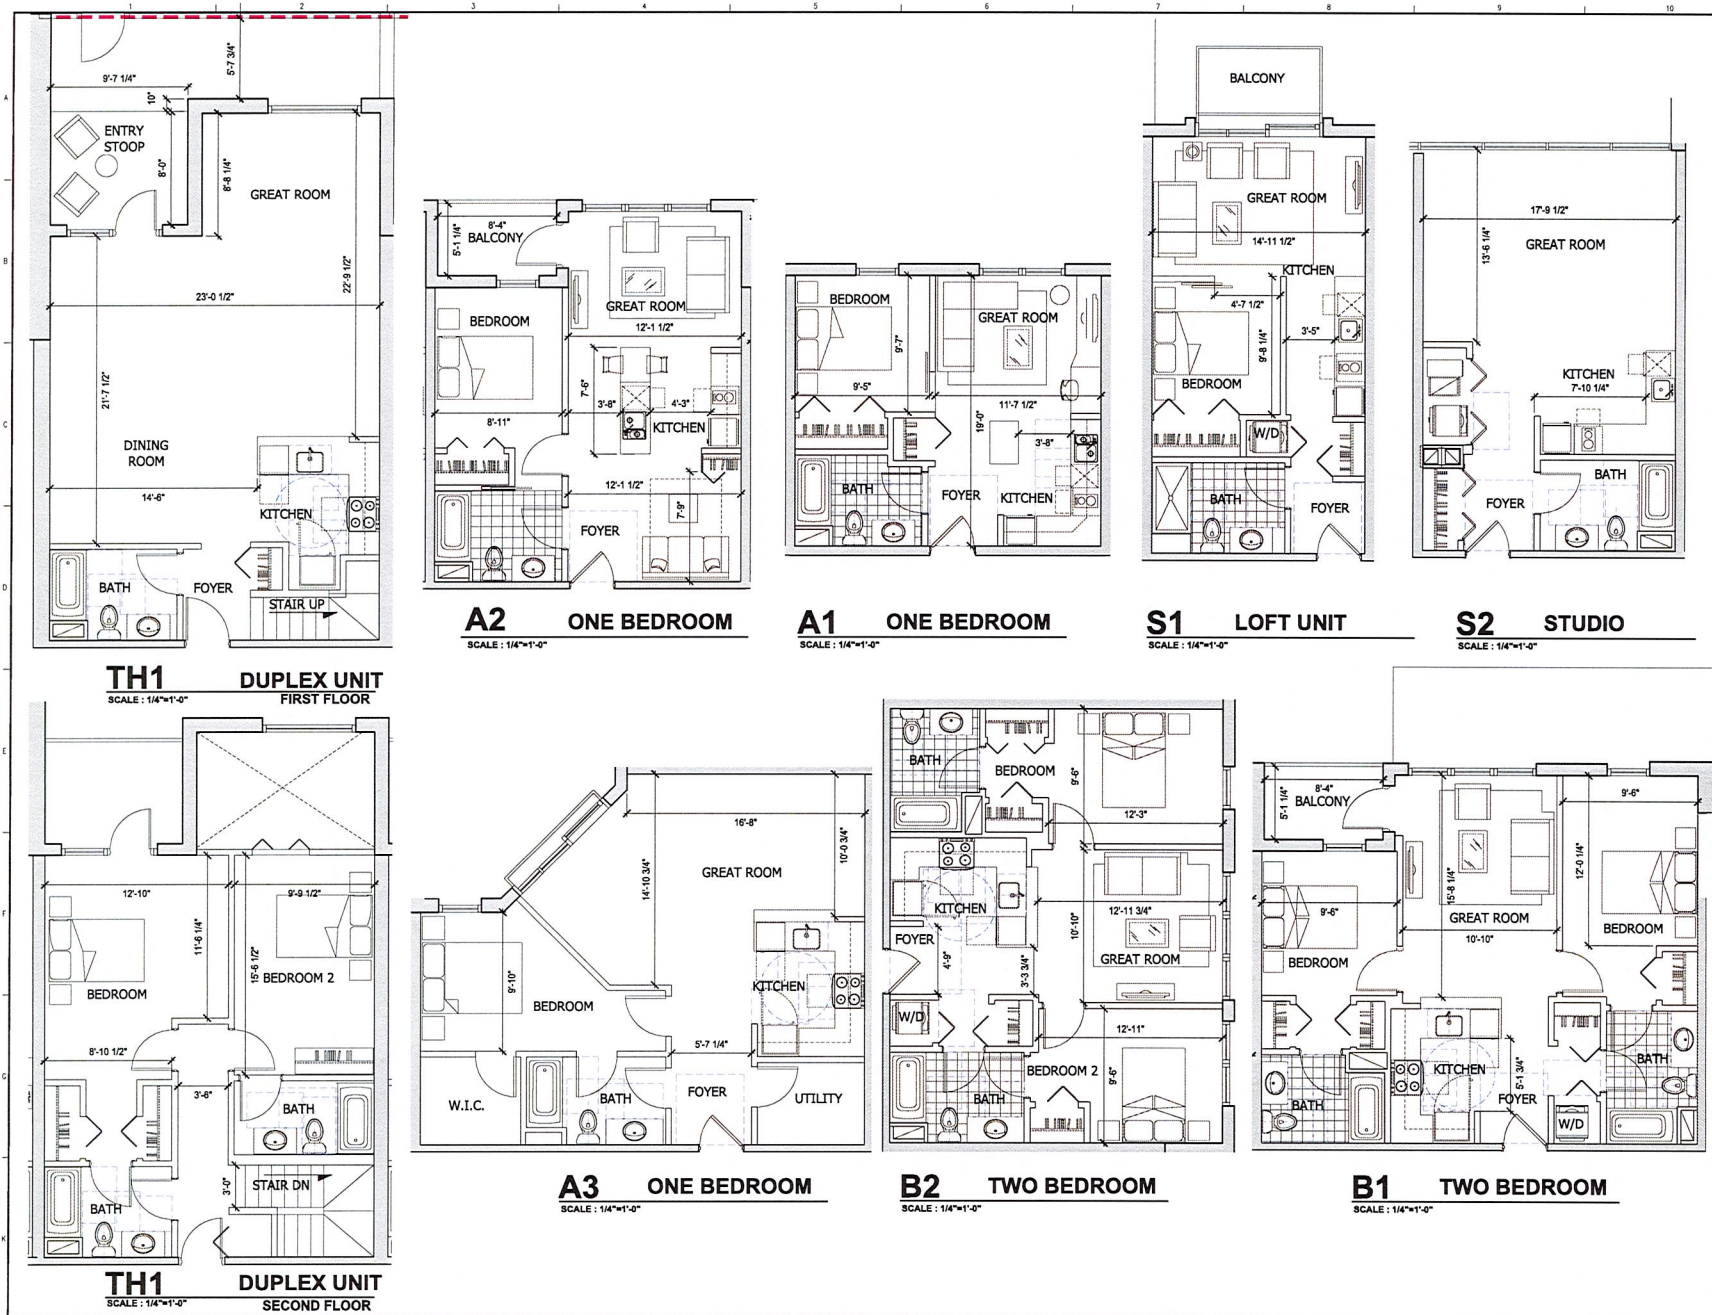 1 2 3 4 5 6 7 8 9 10
A
B
C
D
E
F
G
K
9'-7 1/4"
5'-7 3/4"
10"
ENTRY
STOOP
8'-0"
8'-8 1/4"
GREAT ROOM
22'-9 1/2"
23'-0 1/2"
21'-7 1/2"
DINING
ROOM
14'-6"
KITCHEN
BATH
FOYER
STAIR UP
TH1 DUPLEX UNIT
SCALE : 1/4"=1'-0" FIRST FLOOR
8'-4"
BALCONY
5'-1 1/4"
GREAT ROOM
12'-1 1/2"
BEDROOM
7'-6"
3'-8"
4'-3"
8'-11"
KITCHEN
12'-1 1/2"
7'-9"
FOYER
A2 ONE BEDROOM
SCALE : 1/4"=1'-0"
BEDROOM
GREAT ROOM
9'-7"
9'-5"
11'-7 1/2"
19'-0"
3'-8"
BATH
FOYER
KITCHEN
A1 ONE BEDROOM
SCALE : 1/4"=1'-0"
BALCONY
GREAT ROOM
14'-11 1/2"
KITCHEN
4'-7 1/2"
3'-5"
9'-8 1/4"
BEDROOM
W/D
BATH
FOYER
S1 LOFT UNIT
SCALE : 1/4"=1'-0"
17'-9 1/2"
13'-6 1/4"
GREAT ROOM
KITCHEN
7'-10 1/4"
BATH
FOYER
S2 STUDIO
SCALE : 1/4"=1'-0"
12'-10"
9'-9 1/2"
11'-6 1/4"
15'-6 1/2"
BEDROOM
BEDROOM 2
8'-10 1/2"
3'-6"
BATH
3'-0"
STAIR DN
BATH
TH1 DUPLEX UNIT
SCALE : 1/4"=1'-0" SECOND FLOOR
16'-8"
10'-0 3/4"
14'-10 3/4"
GREAT ROOM
9'-10"
KITCHEN
BEDROOM
5'-7 1/4"
W.I.C.
BATH
FOYER
UTILITY
A3 ONE BEDROOM
SCALE : 1/4"=1'-0"
BATH
BEDROOM
9'-6"
12'-3"
KITCHEN
12'-11 3/4"
FOYER
10'-10"
4'-9"
3'-3 3/4"
GREAT ROOM
W/D
12'-11"
BEDROOM 2
9'-6"
BATH
B2 TWO BEDROOM
SCALE : 1/4"=1'-0"
8'-4"
BALCONY
5'-1 1/4"
9'-6"
12'-0 1/4"
15'-8 1/4"
9'-6"
GREAT ROOM
10'-10"
BEDROOM
BEDROOM
KITCHEN
5'-1 3/4"
BATH
BATH
FOYER
W/D
B1 TWO BEDROOM
SCALE : 1/4"=1'-0"